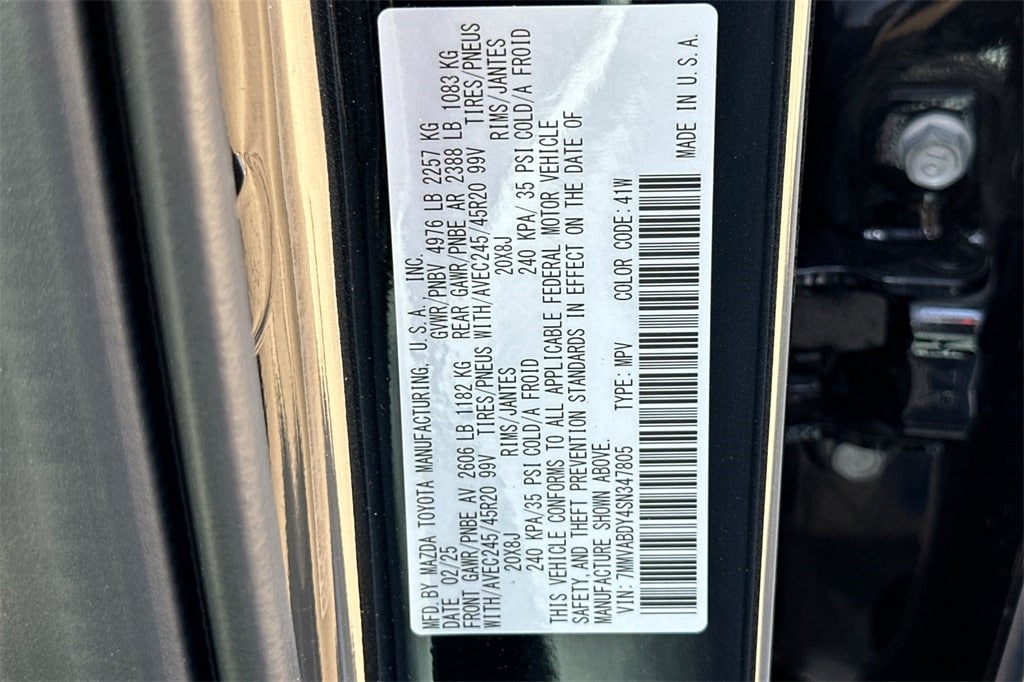 MFD.BY MAZDA TOYOTA MANUFACTURING, U.S.A., INC.
DATE 02/25 GVWR/PNBV 4976 LB 2257 KG
FRONT GAWR/PNBE AV 2606 LB 1182 KG REAR GAWR/PNBE AR 2388 LB 1083 KG
WITH/AVEC245/45R20 99V TIRES/PNEUS WITH/AVEC245/45R20 99V TIRES/PNEUS
20X8J RIMS/JANTES 20X8J RIMS/JANTES
240 KPA/35 PSI COLD/A FROID 240 KPA/ 35 PSI COLD/A FROID
THIS VEHICLE CONFORMS TO ALL APPLICABLE FEDERAL MOTOR VEHICLE
SAFETY,AND THEFT PREVENTION STANDARDS IN EFFECT ON THE DATE OF
MANUFACTURE SHOWN ABOVE.
VIN:7MMVABDY4SN347805 TYPE:MPV COLOR CODE:41W
MADE IN U.S.A.